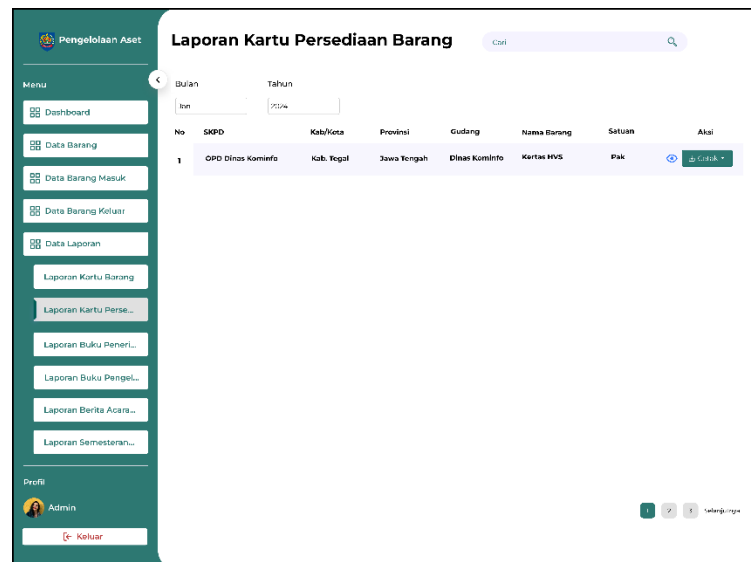 Pengelolaan Aset
Menu
Dashboard
Data Barang
Data Barang Masuk
Data Barang Keluar
Data Laporan
Laporan Kartu Barang
Laporan Kartu Perse...
Laporan Buku Peneri...
Laporan Buku Pengel...
Laporan Berita Acara...
Laporan Semesteran...
Profil
Admin
Keluar
Laporan Kartu Persediaan Barang
Cari
Bulan Tahun
Jan 2024
No SKPD Kab/Kota Provinsi Gudang Nama Barang Satuan Aksi
1 OPD Dinas Kominfo Kab. Tegal Jawa Tengah Dinas Kominfo Kertas HVS Pak Cetak
1 2 3 Selanjutnya